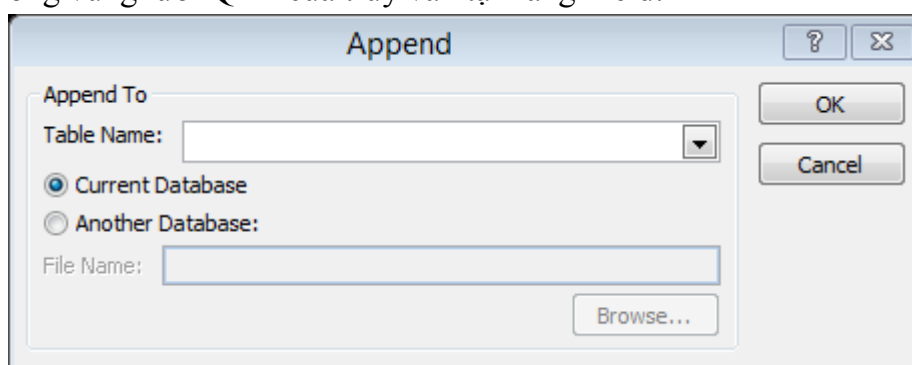 Append
Append To
OK
Table Name:
Cancel
Current Database
Another Database:
File Name:
Browse...